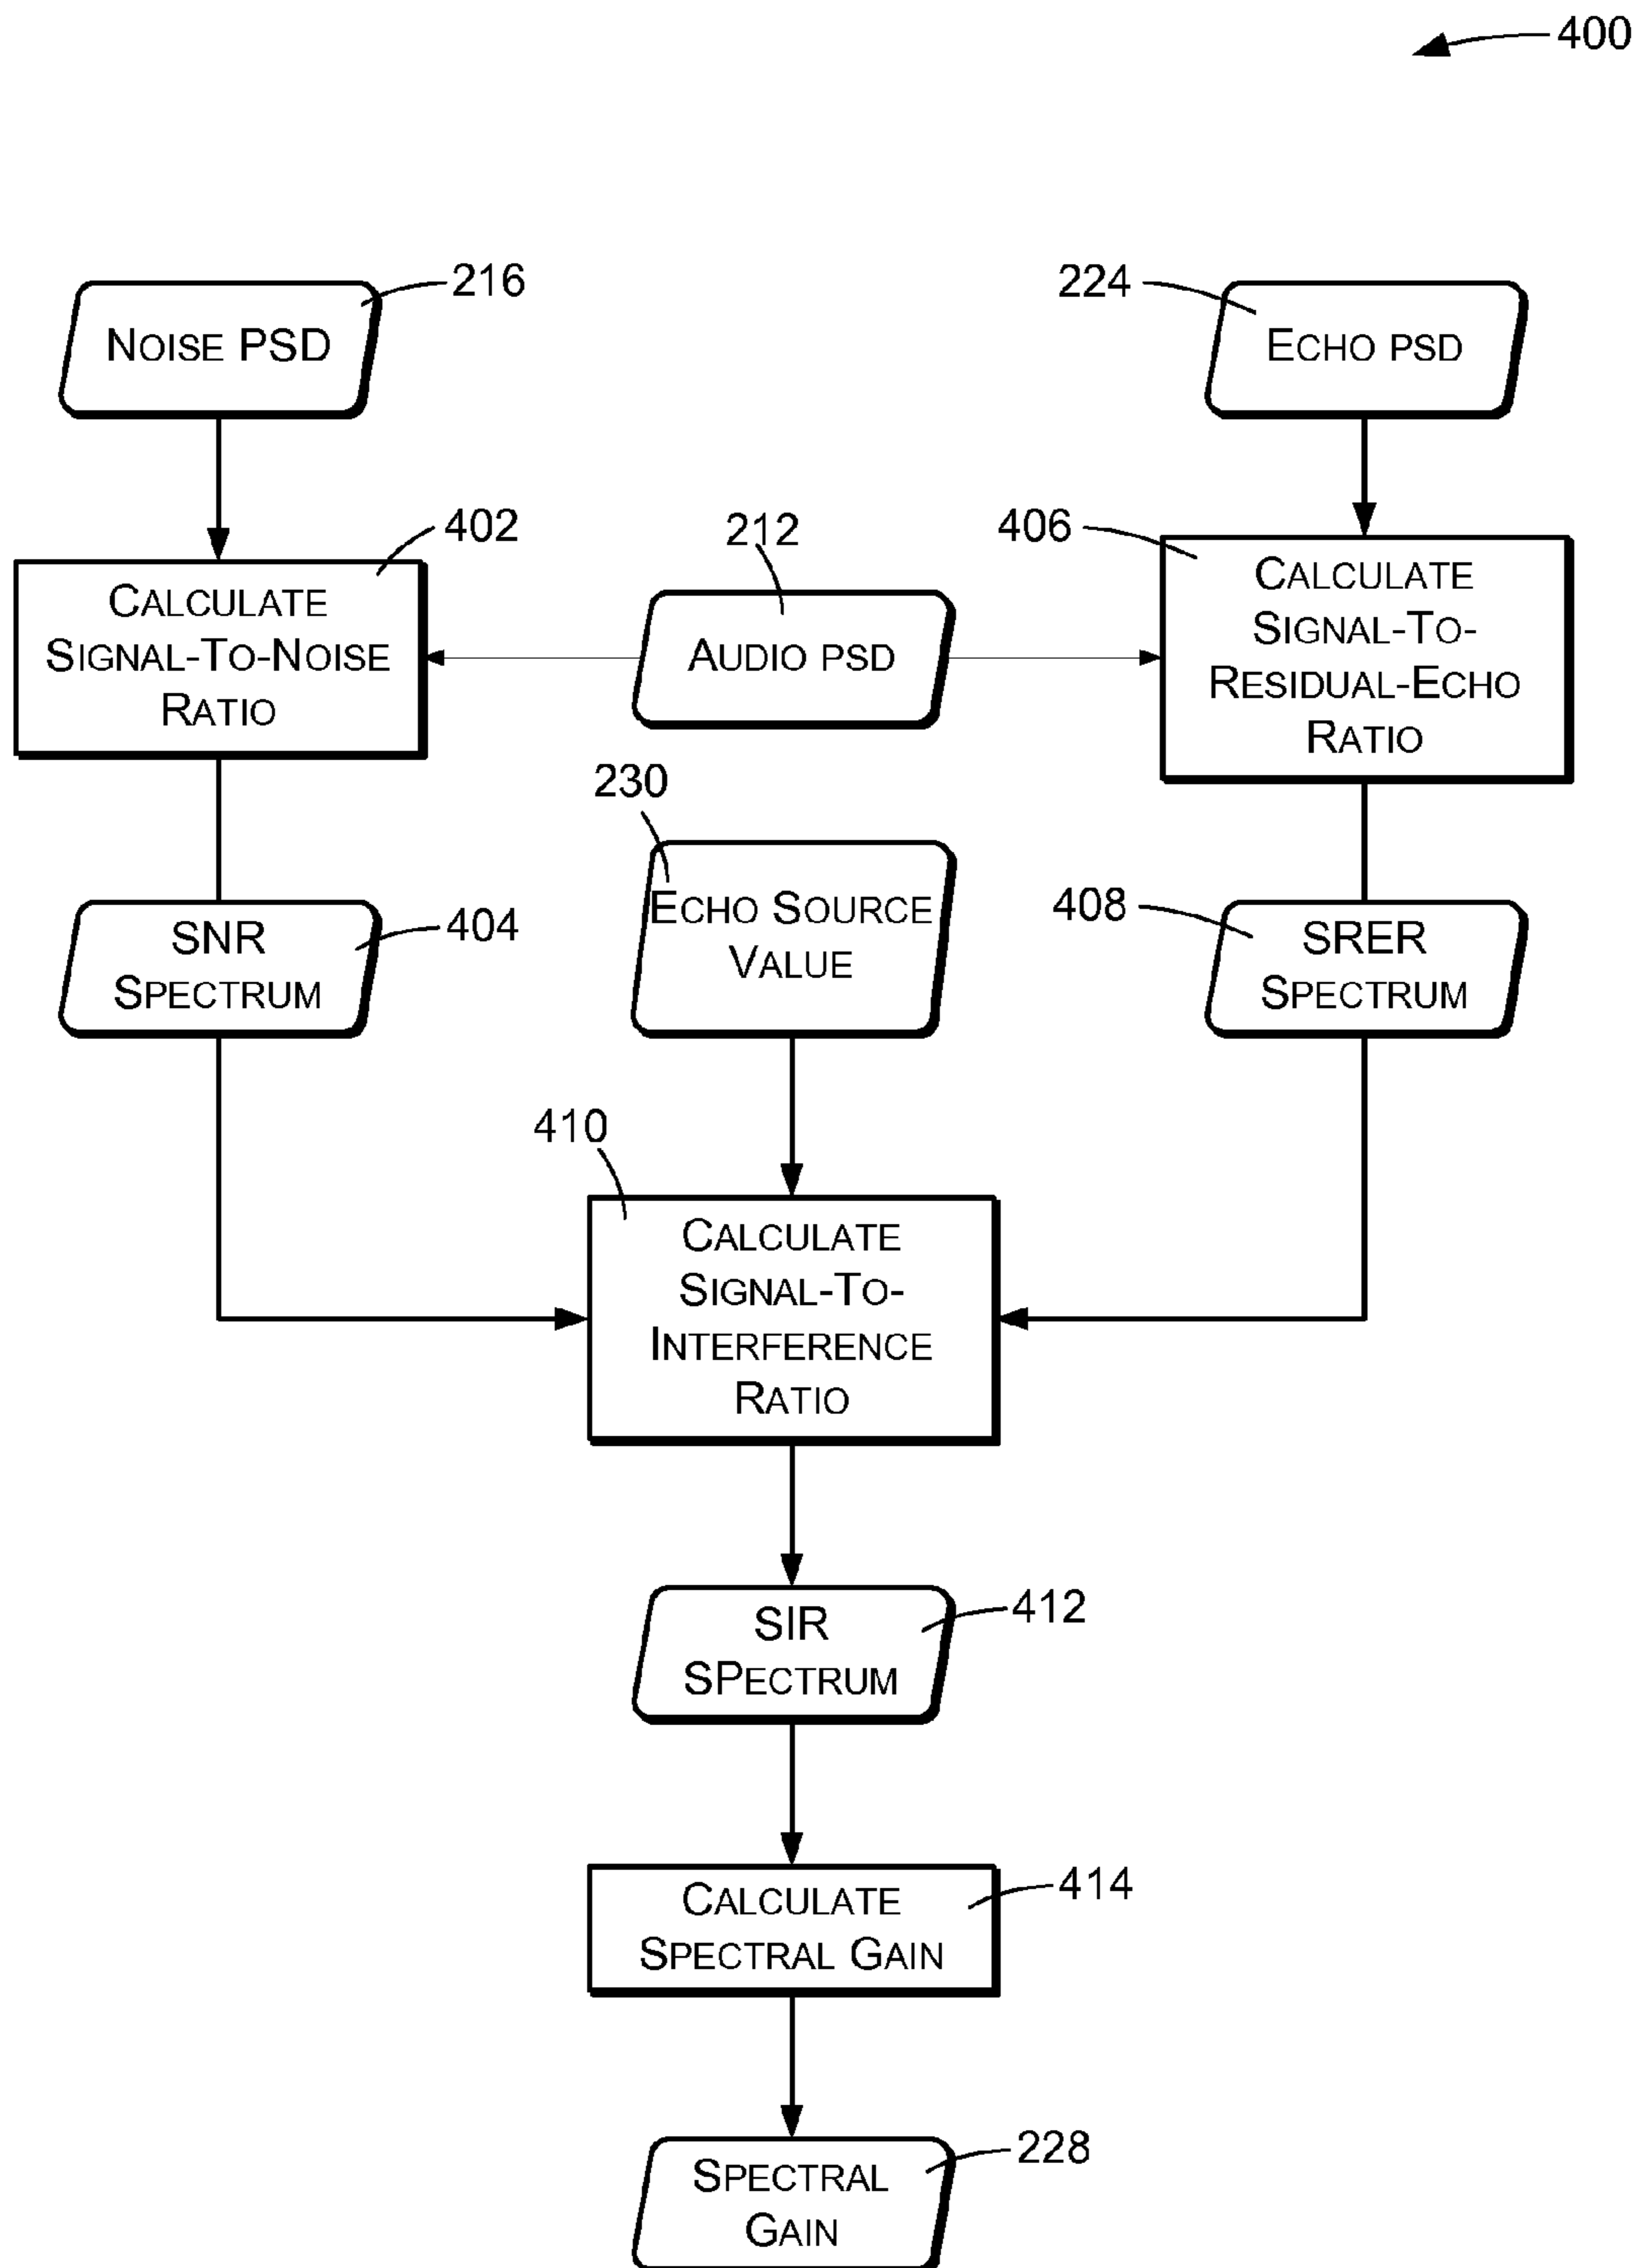 400
216
NOISE PSD
224
ECHO PSD
402
CALCULATE
SIGNAL-TO-NOISE
RATIO
212
AUDIO PSD
406
CALCULATE
SIGNAL-TO-
RESIDUAL-ECHO
RATIO
230
ECHO SOURCE
VALUE
SNR
SPECTRUM
404
408
SRER
SPECTRUM
410
CALCULATE
SIGNAL-TO-
INTERFERENCE
RATIO
SIR
SPECTRUM
412
CALCULATE
SPECTRAL GAIN
414
SPECTRAL
GAIN
228